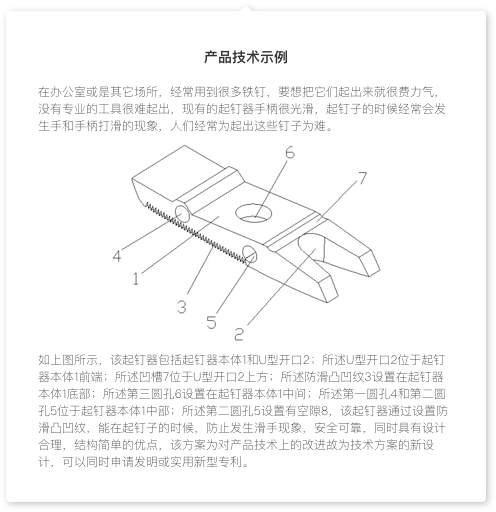 产品技术示例
在办公室或是其它场所，经常用到很多铁钉，要想把它们起出来就很费力气，
没有专业的工具很难起出，现有的起钉器手柄很光滑，起钉子的时候经常会发
生手和手柄打滑的现象，人们经常为起出这些钉子为难。
6
7
4
1
3
5
2
如上图所示，该起钉器包括起钉器本体1和U型开口2；所述U型开口2位于起钉
器本体1前端；所述凹槽7位于U型开口2上方；所述防滑凸凹纹3设置在起钉器
本体1底部；所述第三圆孔6设置在起钉器本体1中间；所述第一圆孔4和第二圆
孔5位于起钉器本体1中部；所述第二圆孔5设置有空隙8，该起钉器通过设置防
滑凸凹纹，能在起钉子的时候，防止发生滑手现象，安全可靠，同时具有设计
合理，结构简单的优点，该方案为对产品技术上的改进故为技术方案的新设
计，可以同时申请发明或实用新型专利。